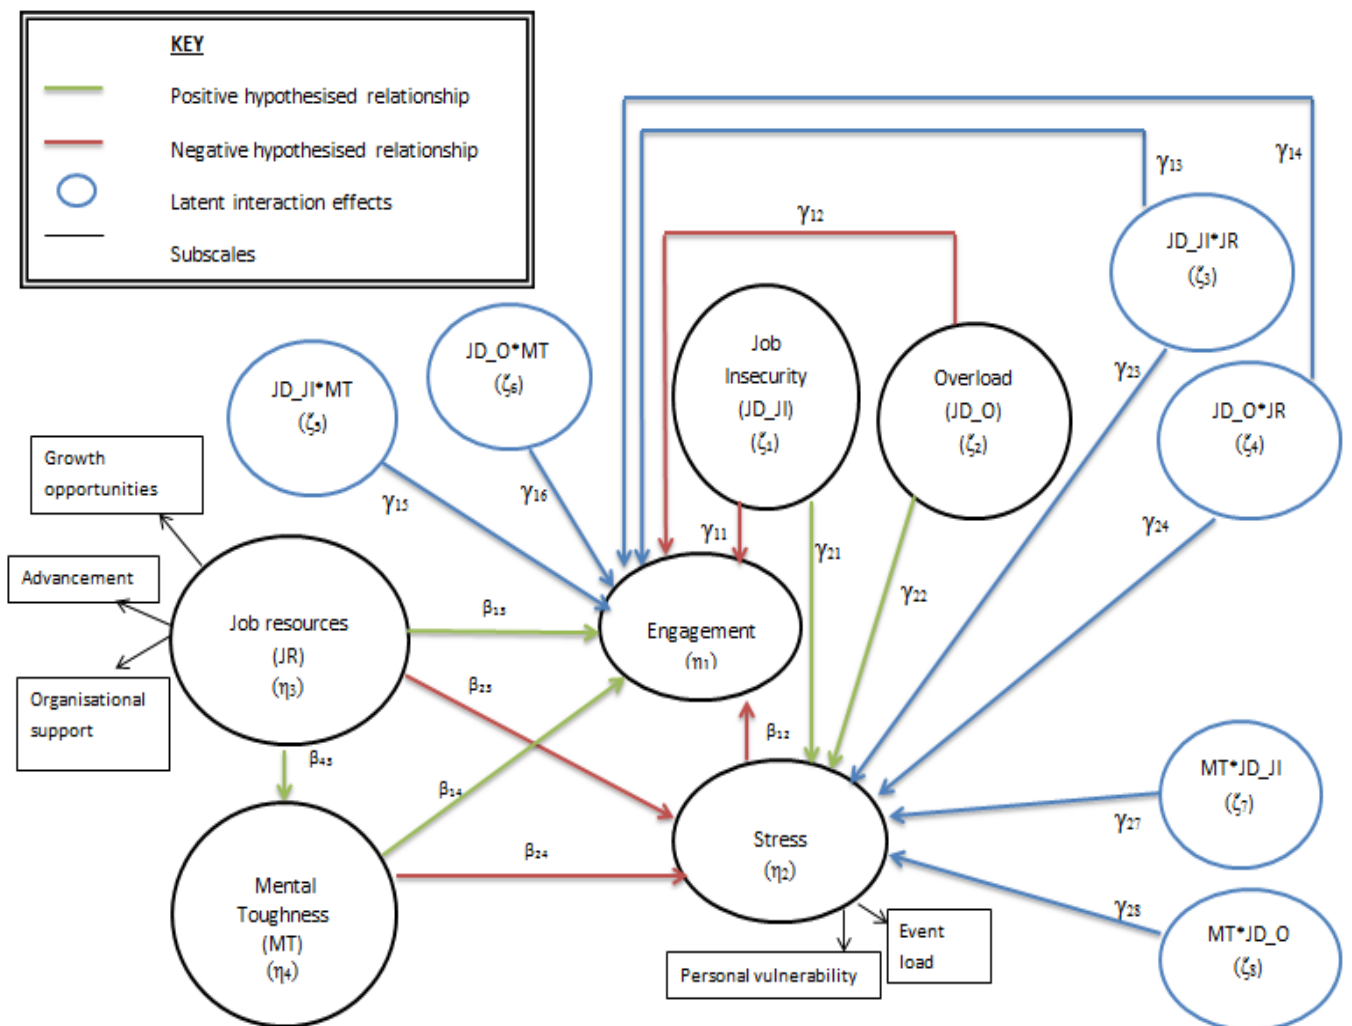 KEY
Positive hypothesised relationship
Negative hypothesised relationship
Latent interaction effects
Subscales
γ₁₄
γ₁₃
γ₁₂
JD_JI*JR
(ζ₃)
JD_O*MT
(ζ₆)
Job
Insecurity
(JD_JI)
(ζ₁)
Overload
(JD_O)
(ζ₂)
γ₂₃
JD_JI*MT
(ζ₅)
JD_O*JR
(ζ₄)
Growth
opportunities
γ₁₅
γ₁₆
γ₁₁
γ₂₁
γ₂₄
Advancement
γ₂₂
Job resources
(JR)
(η₃)
β₁₃
Engagement
(η₁)
Organisational
support
β₂₃
β₁₂
β₄₃
β₁₄
MT*JD_JI
(ζ₇)
γ₂₇
Stress
(η₂)
β₂₄
Mental
Toughness
(MT)
(η₄)
γ₂₈
Event
load
MT*JD_O
(ζ₈)
Personal vulnerability